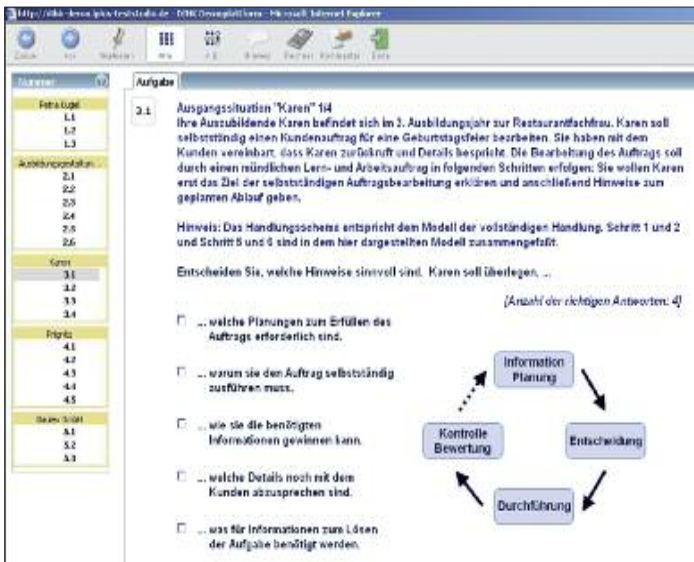 Aufgabe
3.1
Ausgangssituation "Karen" 1/4
Ihre Auszubildende Karen befindet sich im 3. Ausbildungsjahr zur Restaurantfachfrau. Karen soll
selbstständig einen Kundenauftrag für eine Geburtstagsfeier bearbeiten. Sie haben mit dem
Kunden vereinbart, dass Karen zurückruft und Details bespricht. Die Bearbeitung des Auftrags soll
durch einen mündlichen Lern- und Arbeitsauftrag in folgenden Schritten erfolgen: Sie wollen Karen
erst das Ziel der selbstständigen Auftragsbearbeitung erklären und anschließend Hinweise zum
geplanten Ablauf geben.
Hinweis: Das Handlungsschema entspricht dem Modell der vollständigen Handlung. Schritt 1 und 2
und Schritt 5 und 6 sind in dem hier dargestellten Modell zusammengefaßt.
Entscheiden Sie, welche Hinweise sinnvoll sind. Karen soll überlegen, ...
[Anzahl der richtigen Antworten: 4]
... welche Planungen zum Erfüllen des
Auftrags erforderlich sind.
... warum sie den Auftrag selbstständig
ausführen muss.
... wie sie die benötigten
Informationen gewinnen kann.
... welche Details noch mit dem
Kunden abzusprechen sind.
... was für Informationen zum Lösen
der Aufgabe benötigt werden.
Information
Planung
Entscheidung
Durchführung
Kontrolle
Bewertung
Nummer
Petra Kugel
1.1
1.2
1.3
2.1
2.2
2.3
2.4
2.5
2.6
Karen
3.1
3.2
3.3
3.4
4.1
4.2
4.3
4.4
4.5
5.1
5.2
5.3